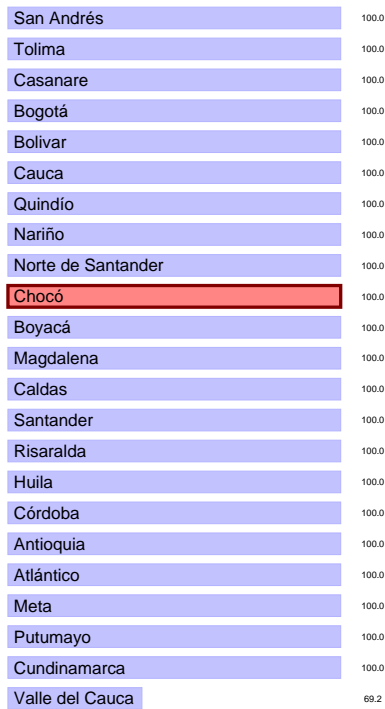 San Andrés 100.0
Tolima 100.0
Casanare 100.0
Bogotá 100.0
Bolivar 100.0
Cauca 100.0
Quindío 100.0
Nariño 100.0
Norte de Santander 100.0
Chocó 100.0
Boyacá 100.0
Magdalena 100.0
Caldas 100.0
Santander 100.0
Risaralda 100.0
Huila 100.0
Córdoba 100.0
Antioquia 100.0
Atlántico 100.0
Meta 100.0
Putumayo 100.0
Cundinamarca 100.0
Valle del Cauca 69.2